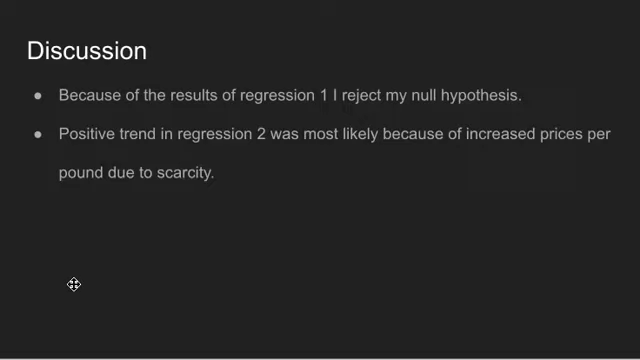 Discussion
● Because of the results of regression 1 I reject my null hypothesis.
● Positive trend in regression 2 was most likely because of increased prices per
pound due to scarcity.